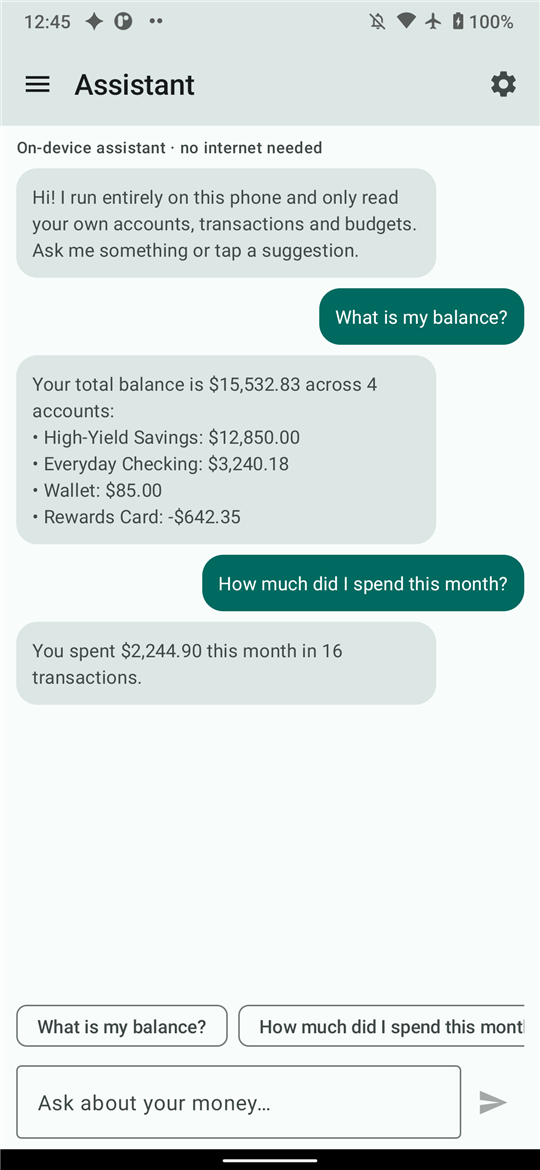 12:45
100%
Assistant
On-device assistant · no internet needed
Hi! I run entirely on this phone and only read
your own accounts, transactions and budgets.
Ask me something or tap a suggestion.
What is my balance?
Your total balance is $15,532.83 across 4
accounts:
• High-Yield Savings: $12,850.00
• Everyday Checking: $3,240.18
• Wallet: $85.00
• Rewards Card: -$642.35
How much did I spend this month?
You spent $2,244.90 this month in 16
transactions.
What is my balance?
How much did I spend this mont
Ask about your money…